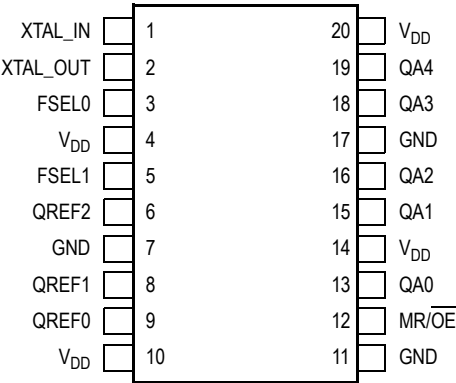 XTAL_IN 1 20 VDD
XTAL_OUT 2 19 QA4
FSEL0 3 18 QA3
VDD 4 17 GND
FSEL1 5 16 QA2
QREF2 6 15 QA1
GND 7 14 VDD
QREF1 8 13 QA0
QREF0 9 12 MR/O̅E̅
VDD 10 11 GND